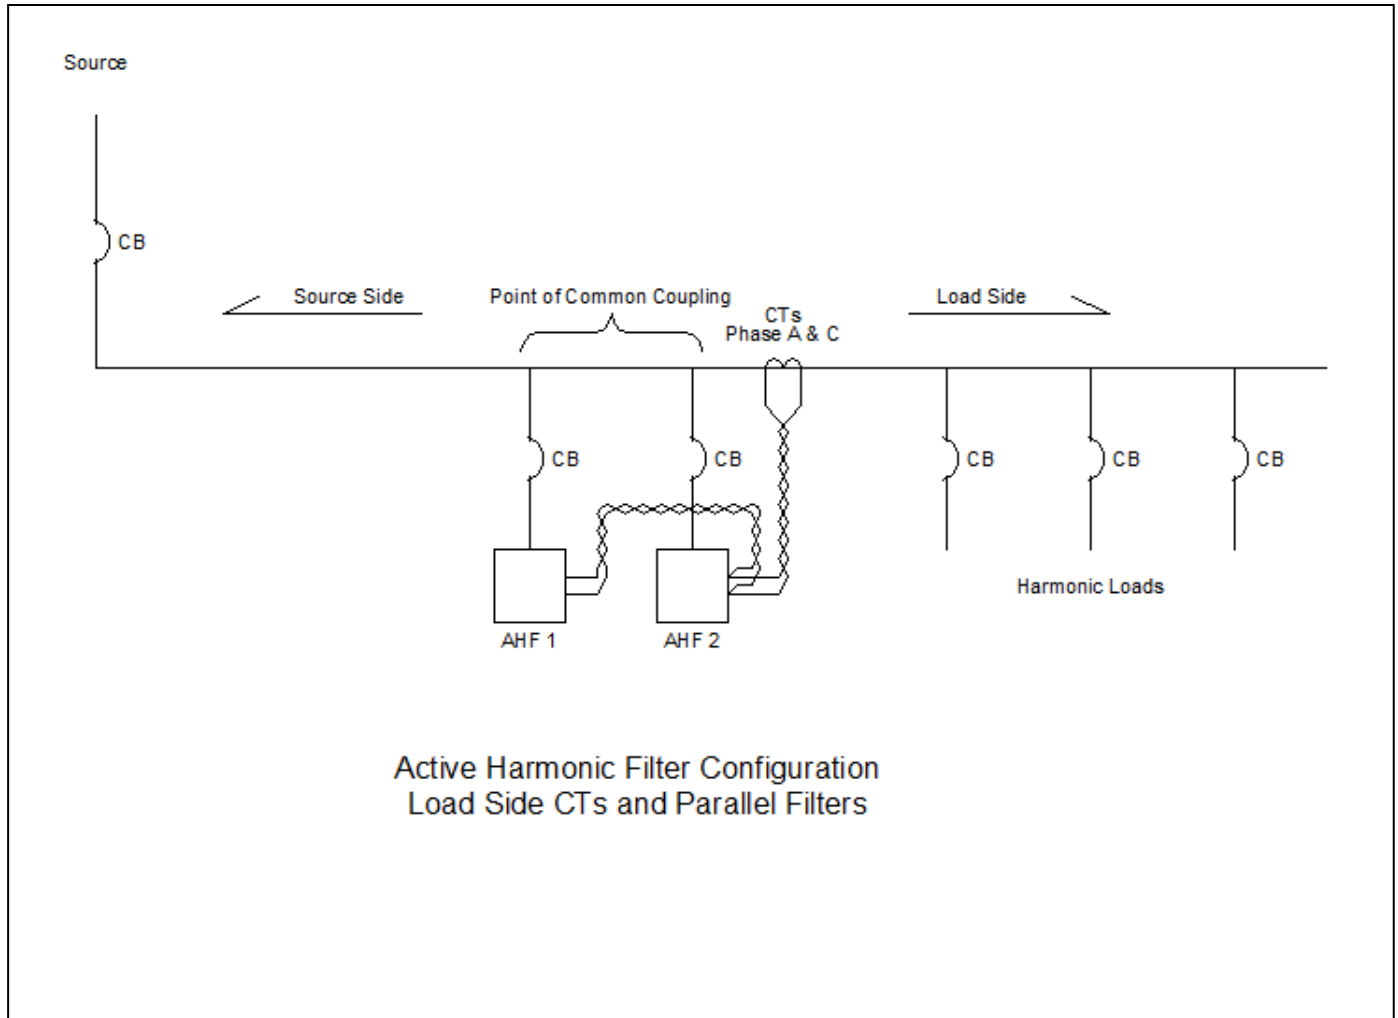 Source
CB
Source Side
Point of Common Coupling
CTs
Phase A & C
Load Side
CB
CB
CB
CB
CB
AHF 1
AHF 2
Harmonic Loads
Active Harmonic Filter Configuration
Load Side CTs and Parallel Filters